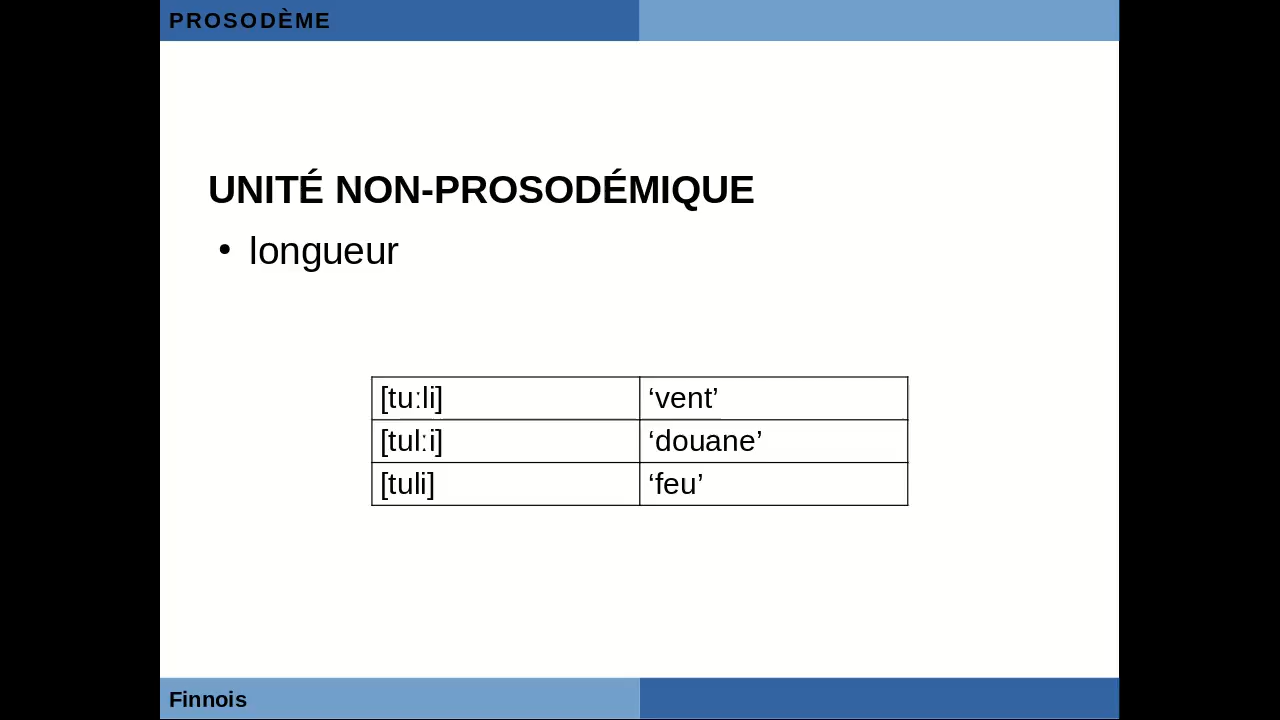 PROSODÈME
UNITÉ NON-PROSODÉMIQUE
• longueur
[tuːli] ‘vent’
[tulːi] ‘douane’
[tuli] ‘feu’
Finnois